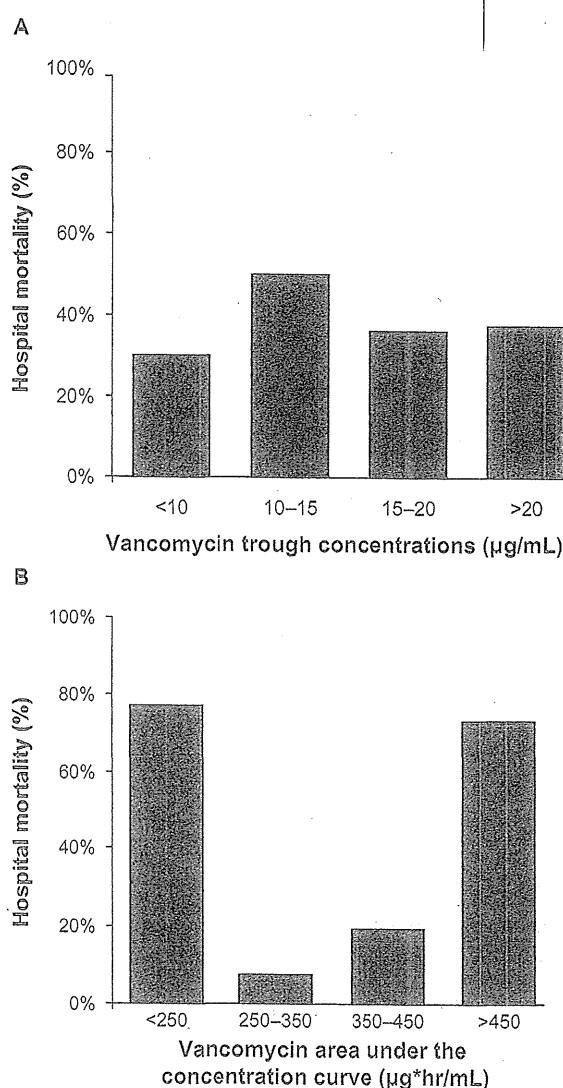 A
100%
80%
60%
40%
20%
0%
Hospital mortality (%)
<10 10–15 15–20 >20
Vancomycin trough concentrations (µg/mL)
B
100%
80%
60%
40%
20%
0%
Hospital mortality (%)
<250 250–350 350–450 >450
Vancomycin area under the
concentration curve (µg*hr/mL)